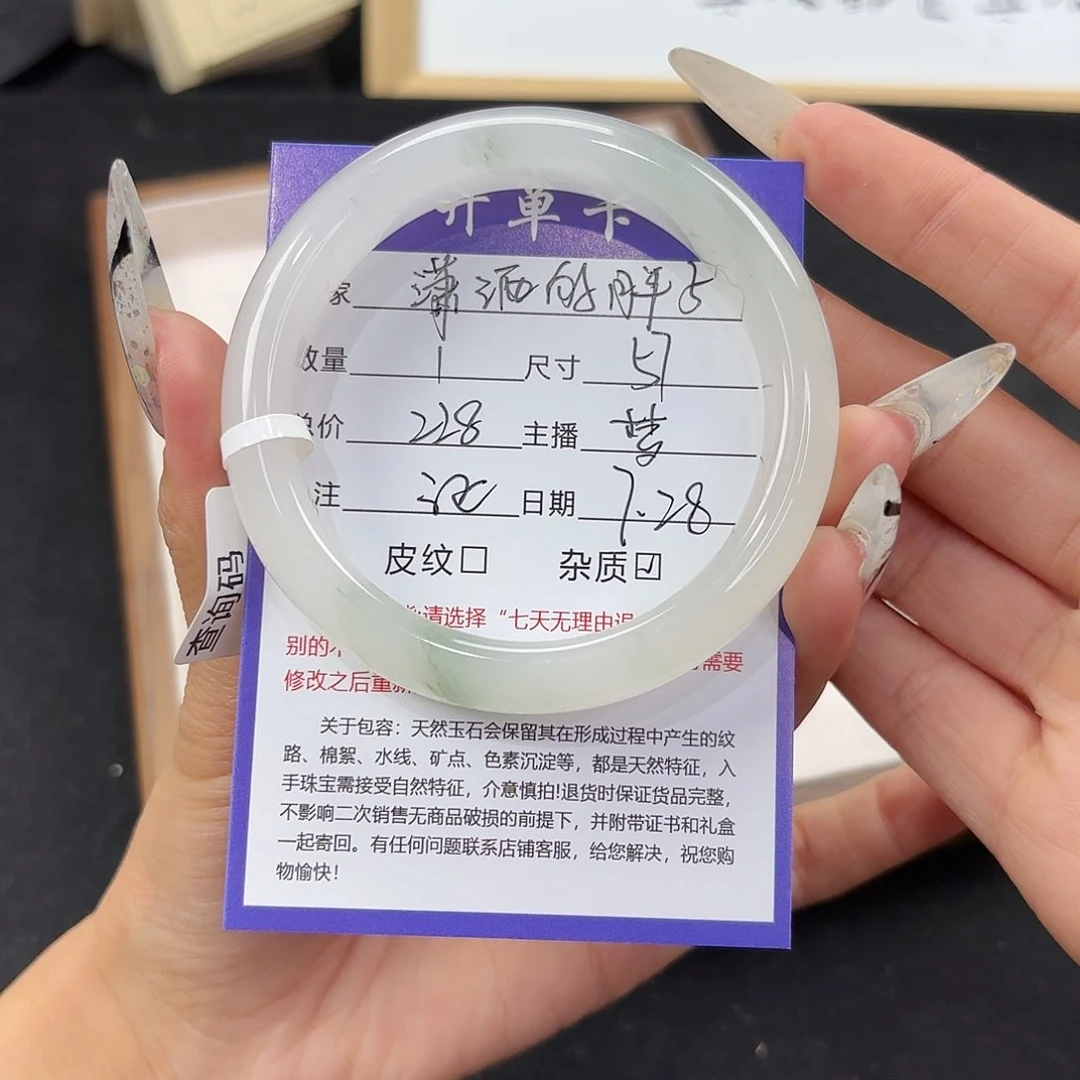 开单卡
家 潇洒的胖
数量 1 尺寸 57
总价 228 主播
注 日期 7.28
皮纹☐ 杂质☑
请选择“七天无理由退
别的不 需要
修改之后重新
关于包容：天然玉石会保留其在形成过程中产生的纹
路、棉絮、水线、矿点、色素沉淀等，都是天然特征，入
手珠宝需接受自然特征，介意慎拍!退货时保证货品完整，
不影响二次销售无商品破损的前提下，并附带证书和礼盒
一起寄回。有任何问题联系店铺客服，给您解决，祝您购
物愉快！
查询码